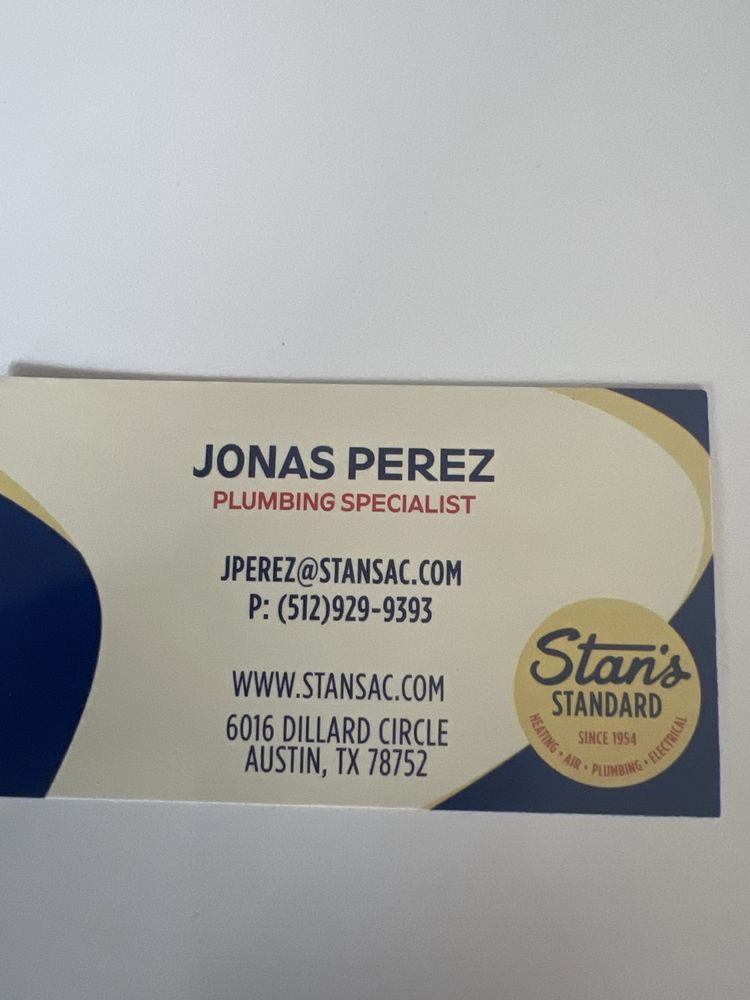 JONAS PEREZ
PLUMBING SPECIALIST
JPEREZ@STANSAC.COM
P: (512)929-9393
WWW.STANSAC.COM
6016 DILLARD CIRCLE
AUSTIN, TX 78752
Stan's
STANDARD
SINCE 1954
HEATING • AIR • PLUMBING • ELECTRICAL